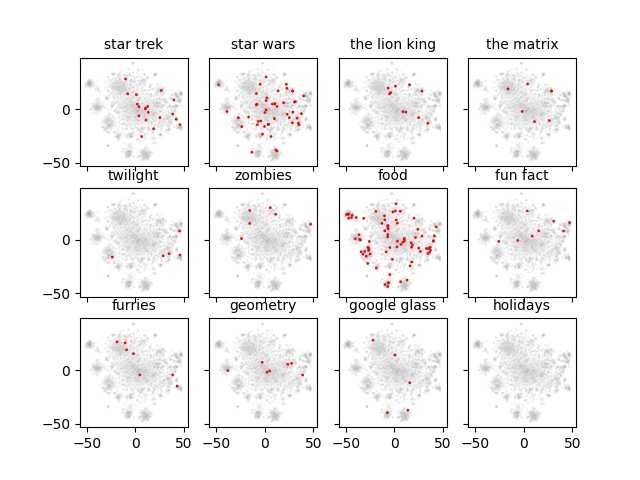 star trek star wars the lion king the matrix
0
−50
twilight zombies food fun fact
0
−50
furries geometry google glass holidays
0
−50
−50 0 50 −50 0 50 −50 0 50 −50 0 50